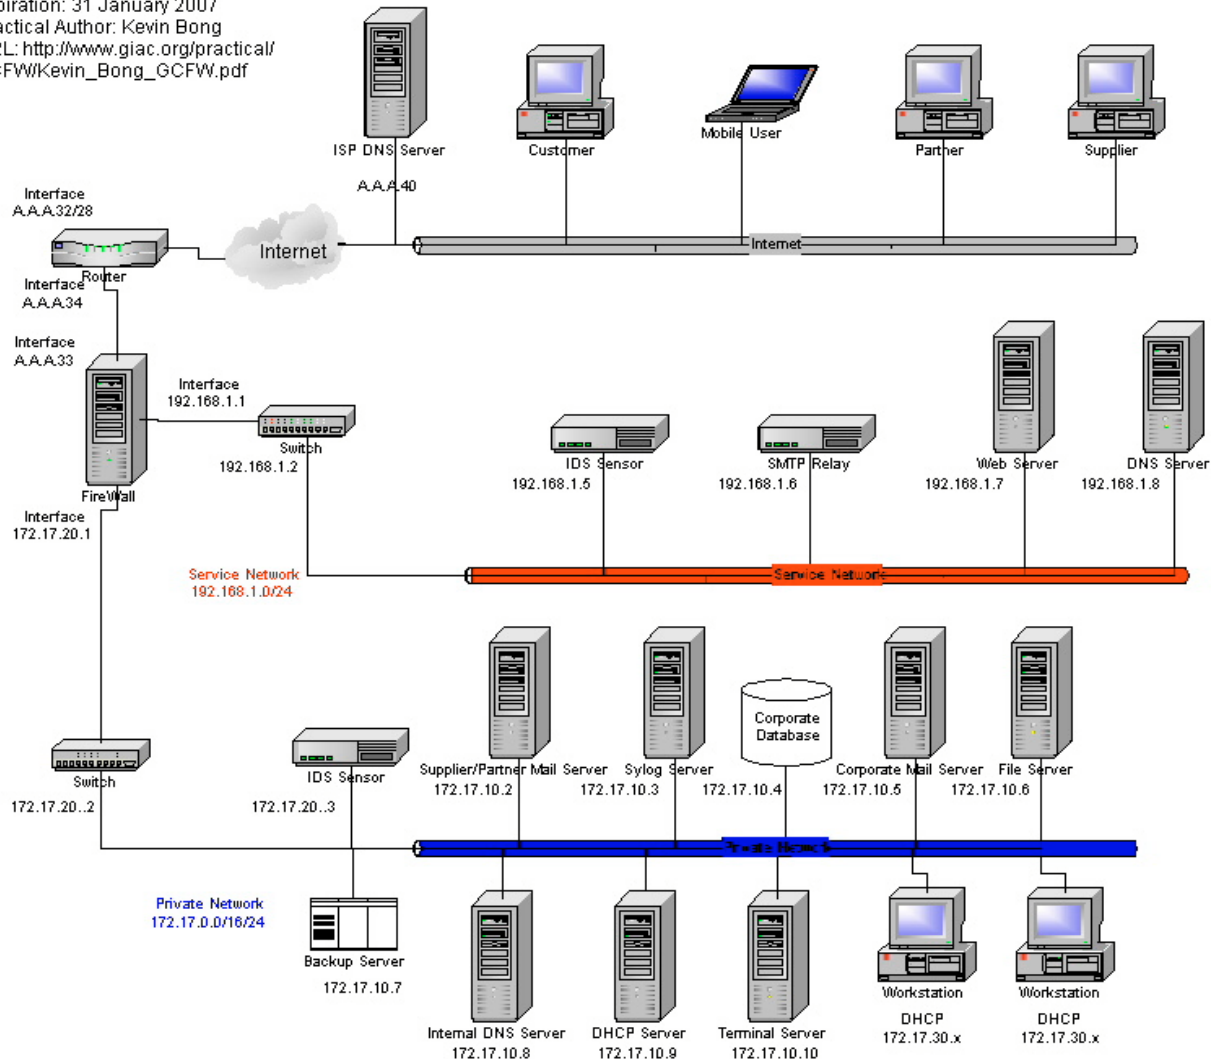 piration: 31 January 2007
actical Author: Kevin Bong
RL: http://www.giac.org/practical/
CFW/Kevin_Bong_GCFW.pdf
ISP DNS Server
A.A.A.40
Customer
Mobile User
Partner
Supplier
Interface
A.A.A.32/28
Router
Internet
Internet
Interface
A.A.A.34
Interface
A.A.A.33
FireWall
Interface
192.168.1.1
Switch
192.168.1.2
IDS Sensor
192.168.1.5
SMTP Relay
192.168.1.6
Web Server
192.168.1.7
DNS Server
192.168.1.8
Interface
172.17.20.1
Service Network
192.168.1.0/24
Service Network
Switch
172.17.20..2
IDS Sensor
172.17.20..3
Supplier/Partner Mail Server
172.17.10.2
Sylog Server
172.17.10.3
Corporate
Database
172.17.10.4
Corporate Mail Server
172.17.10.5
File Server
172.17.10.6
Private Network
Private Network
172.17.0.0/16/24
Backup Server
172.17.10.7
Internal DNS Server
172.17.10.8
DHCP Server
172.17.10.9
Terminal Server
172.17.10.10
Workstation
DHCP
172.17.30.x
Workstation
DHCP
172.17.30.x